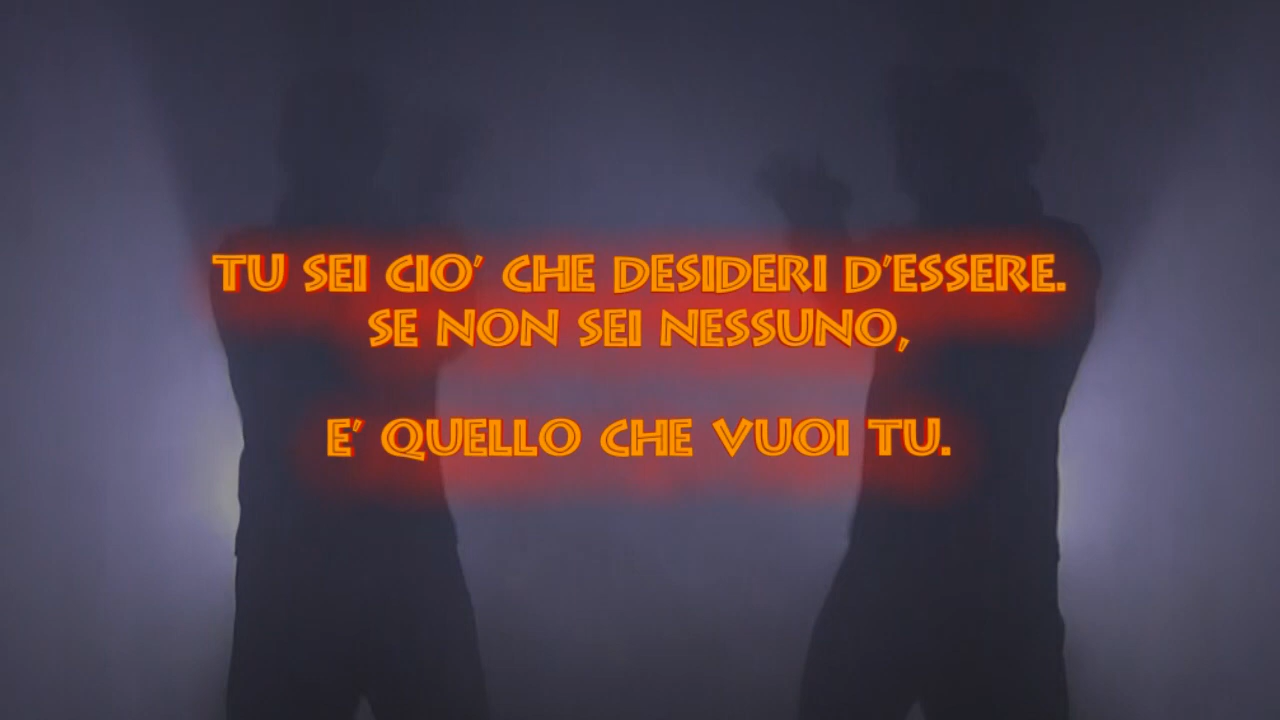 TU SEI CIO' CHE DESIDERI D'ESSERE.
SE NON SEI NESSUNO,
E' QUELLO CHE VUOI TU.